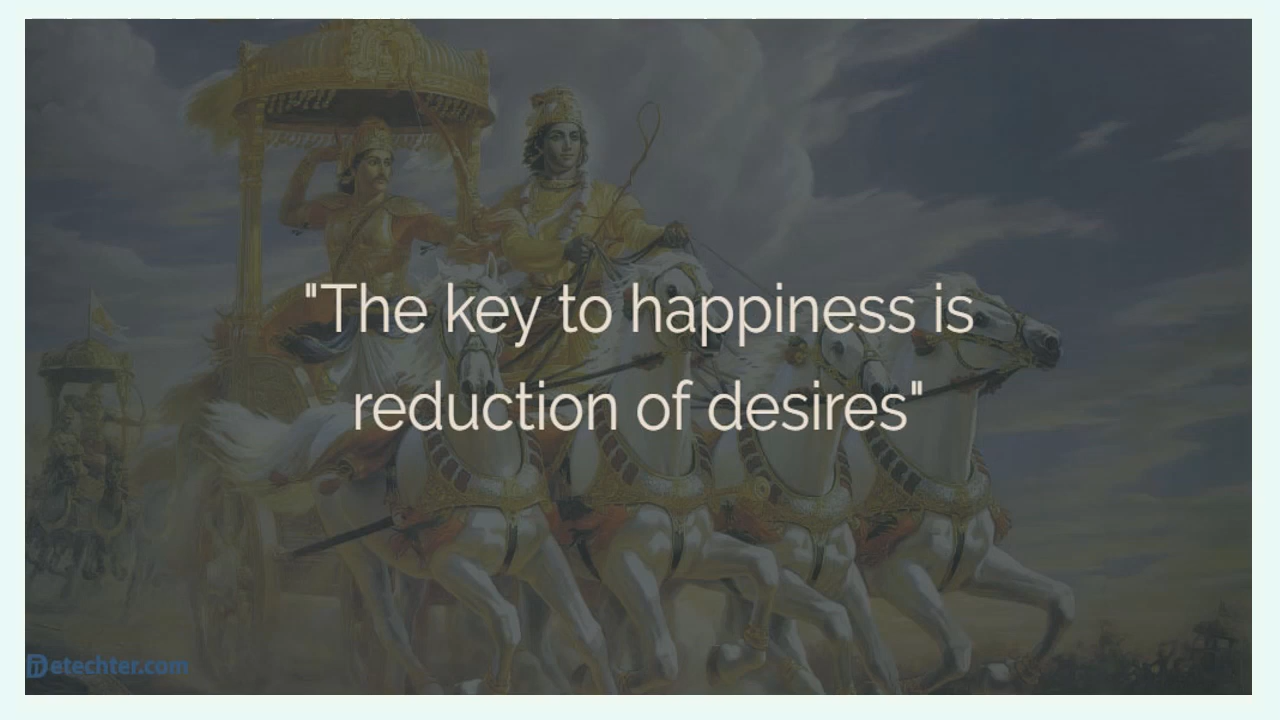 "The key to happiness is
reduction of desires"
Detechter.com